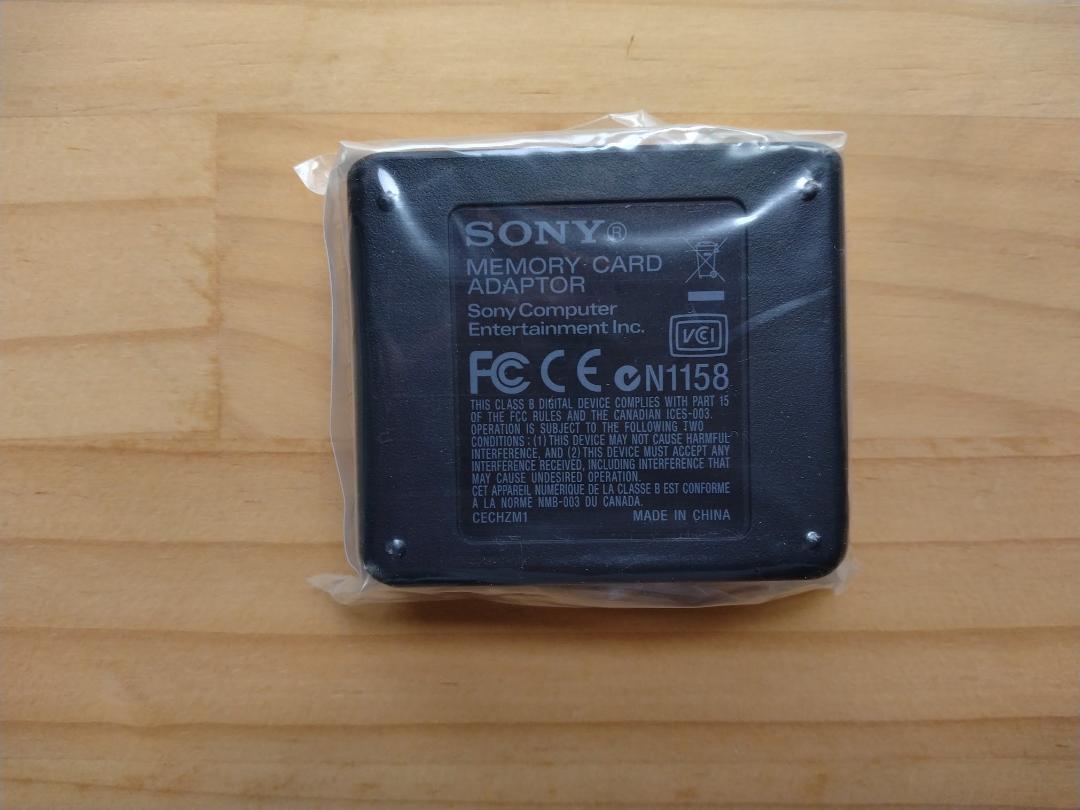 SONY®
MEMORY CARD
ADAPTOR
Sony Computer
Entertainment Inc.
VCI
FC CE N1158
THIS CLASS B DIGITAL DEVICE COMPLIES WITH PART 15
OF THE FCC RULES AND THE CANADIAN ICES-003.
OPERATION IS SUBJECT TO THE FOLLOWING TWO
CONDITIONS : (1) THIS DEVICE MAY NOT CAUSE HARMFUL
INTERFERENCE, AND (2) THIS DEVICE MUST ACCEPT ANY
INTERFERENCE RECEIVED, INCLUDING INTERFERENCE THAT
MAY CAUSE UNDESIRED OPERATION.
CET APPAREIL NUMERIQUE DE LA CLASSE B EST CONFORME
A LA NORME NMB-003 DU CANADA.
CECHZM1 MADE IN CHINA